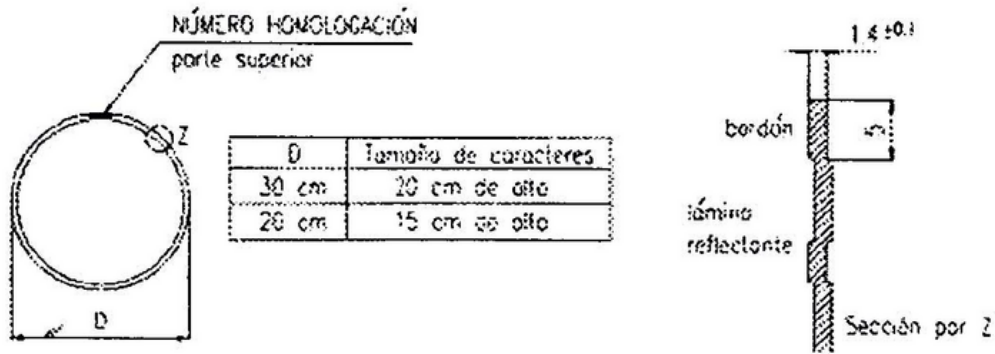 NÚMERO HOMOLOGACIÓN
parte superior
Z
D Tamaño de caracteres
30 cm 20 cm de alto
20 cm 15 cm de alto
D
1.4 ±0.1
bordón
5
lámina
reflectante
Sección por Z